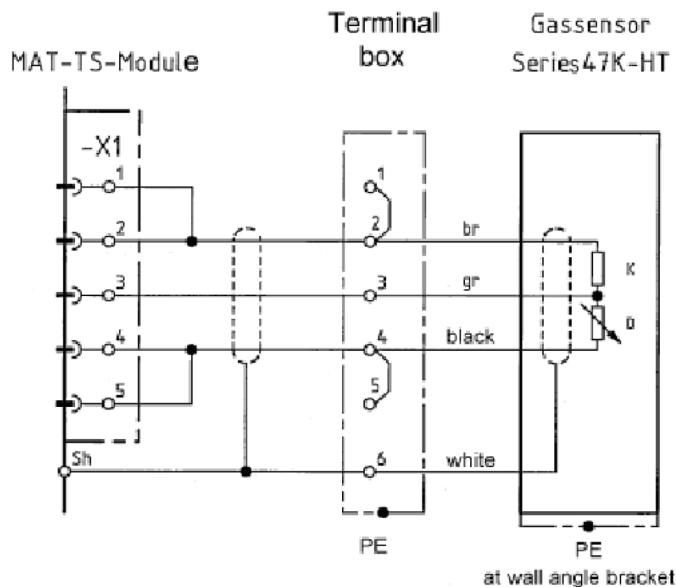 Terminal
box
Gassensor
Series47K-HT
MAT-TS-Module
-X1
1
2
3
4
5
Sh
1
2
3
4
5
6
br
gr
black
white
K
D
PE
PE
at wall angle bracket